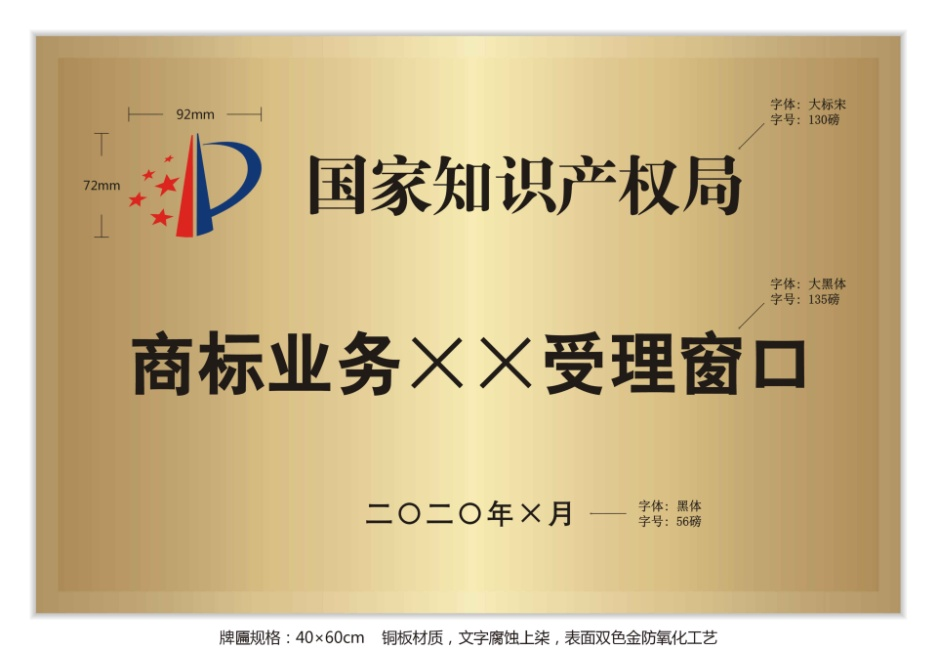 92mm
字体：大标宋
字号：130磅
72mm
国家知识产权局
字体：大黑体
字号：135磅
商标业务××受理窗口
二〇二〇年×月
字体：黑体
字号：56磅
牌匾规格：40×60cm 铜板材质，文字腐蚀上柒，表面双色金防氧化工艺